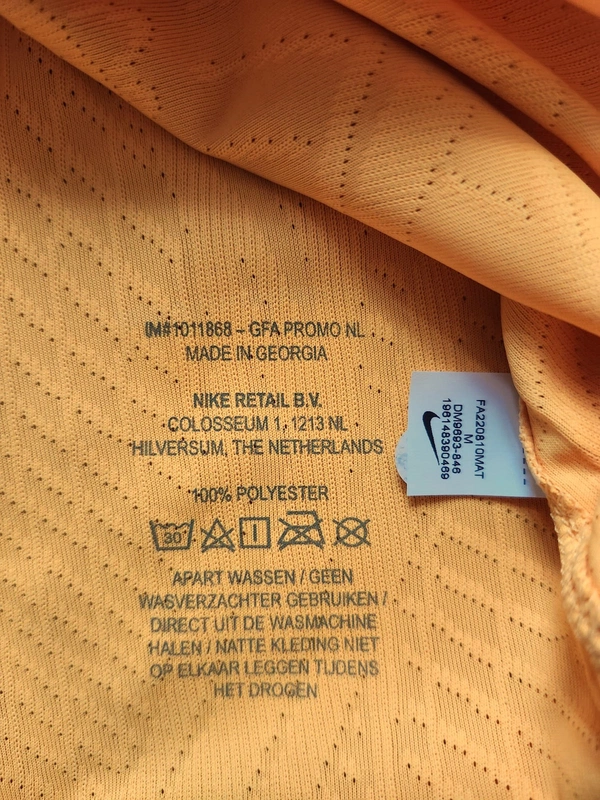 IM#1011868 – GFA PROMO NL
MADE IN GEORGIA
NIKE RETAIL B.V.
COLOSSEUM 1, 1213 NL
HILVERSUM, THE NETHERLANDS
100% POLYESTER
30°
APART WASSEN / GEEN
WASVERZACHTER GEBRUIKEN /
DIRECT UIT DE WASMACHINE
HALEN / NATTE KLEDING NIET
OP ELKAAR LEGGEN TIJDENS
HET DROGEN
FA220810MAT
M
DM9693-846
196148390469